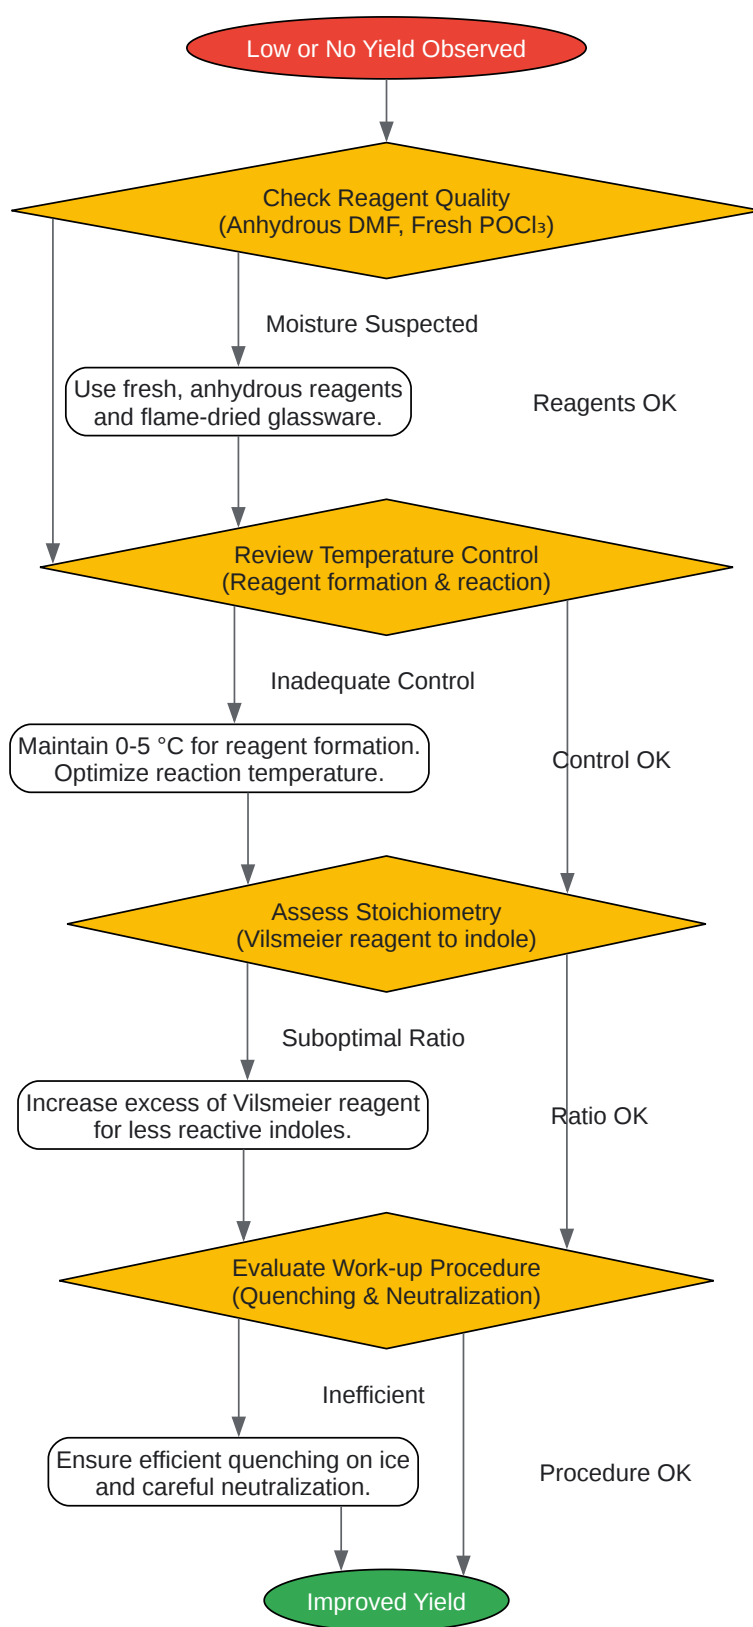 Low or No Yield Observed
Check Reagent Quality
(Anhydrous DMF, Fresh POCl₃)
Moisture Suspected
Use fresh, anhydrous reagents
and flame-dried glassware.
Reagents OK
Review Temperature Control
(Reagent formation & reaction)
Inadequate Control
Maintain 0-5 °C for reagent formation.
Optimize reaction temperature.
Control OK
Assess Stoichiometry
(Vilsmeier reagent to indole)
Suboptimal Ratio
Increase excess of Vilsmeier reagent
for less reactive indoles.
Ratio OK
Evaluate Work-up Procedure
(Quenching & Neutralization)
Inefficient
Ensure efficient quenching on ice
and careful neutralization.
Procedure OK
Improved Yield